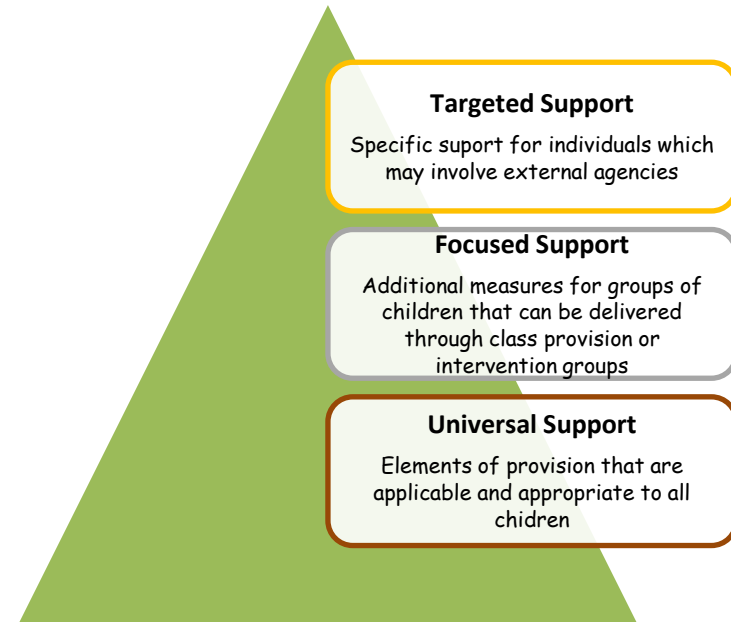 Targeted Support
Specific suport for individuals which
may involve external agencies
Focused Support
Additional measures for groups of
children that can be delivered
through class provision or
intervention groups
Universal Support
Elements of provision that are
applicable and appropriate to all
chidren